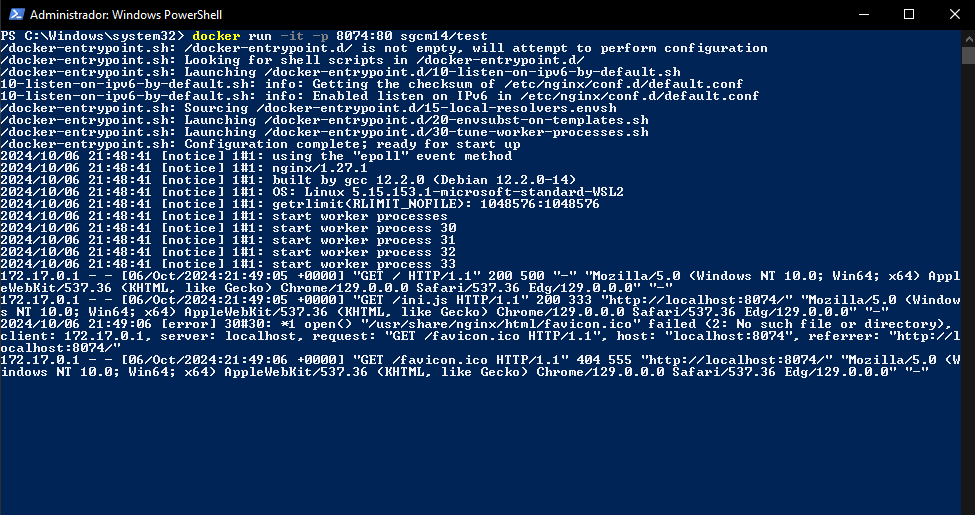 Administrador: Windows PowerShell
PS C:\Windows\system32> docker run -it -p 8074:80 sgcm14/test
/docker-entrypoint.sh: /docker-entrypoint.d/ is not empty, will attempt to perform configuration
/docker-entrypoint.sh: Looking for shell scripts in /docker-entrypoint.d/
/docker-entrypoint.sh: Launching /docker-entrypoint.d/10-listen-on-ipv6-by-default.sh
10-listen-on-ipv6-by-default.sh: info: Getting the checksum of /etc/nginx/conf.d/default.conf
10-listen-on-ipv6-by-default.sh: info: Enabled listen on IPv6 in /etc/nginx/conf.d/default.conf
/docker-entrypoint.sh: Sourcing /docker-entrypoint.d/15-local-resolvers.envsh
/docker-entrypoint.sh: Launching /docker-entrypoint.d/20-envsubst-on-templates.sh
/docker-entrypoint.sh: Launching /docker-entrypoint.d/30-tune-worker-processes.sh
/docker-entrypoint.sh: Configuration complete; ready for start up
2024/10/06 21:48:41 [notice] 1#1: using the "epoll" event method
2024/10/06 21:48:41 [notice] 1#1: nginx/1.27.1
2024/10/06 21:48:41 [notice] 1#1: built by gcc 12.2.0 (Debian 12.2.0-14)
2024/10/06 21:48:41 [notice] 1#1: OS: Linux 5.15.153.1-microsoft-standard-WSL2
2024/10/06 21:48:41 [notice] 1#1: getrlimit(RLIMIT_NOFILE): 1048576:1048576
2024/10/06 21:48:41 [notice] 1#1: start worker processes
2024/10/06 21:48:41 [notice] 1#1: start worker process 30
2024/10/06 21:48:41 [notice] 1#1: start worker process 31
2024/10/06 21:48:41 [notice] 1#1: start worker process 32
2024/10/06 21:48:41 [notice] 1#1: start worker process 33
172.17.0.1 - - [06/Oct/2024:21:49:05 +0000] "GET / HTTP/1.1" 200 500 "-" "Mozilla/5.0 (Windows NT 10.0; Win64; x64) Appl
eWebKit/537.36 (KHTML, like Gecko) Chrome/129.0.0.0 Safari/537.36 Edg/129.0.0.0" "-"
172.17.0.1 - - [06/Oct/2024:21:49:05 +0000] "GET /ini.js HTTP/1.1" 200 333 "http://localhost:8074/" "Mozilla/5.0 (Window
s NT 10.0; Win64; x64) AppleWebKit/537.36 (KHTML, like Gecko) Chrome/129.0.0.0 Safari/537.36 Edg/129.0.0.0" "-"
2024/10/06 21:49:06 [error] 30#30: *1 open() "/usr/share/nginx/html/favicon.ico" failed (2: No such file or directory),
client: 172.17.0.1, server: localhost, request: "GET /favicon.ico HTTP/1.1", host: "localhost:8074", referrer: "http://l
ocalhost:8074/"
172.17.0.1 - - [06/Oct/2024:21:49:06 +0000] "GET /favicon.ico HTTP/1.1" 404 555 "http://localhost:8074/" "Mozilla/5.0 (W
indows NT 10.0; Win64; x64) AppleWebKit/537.36 (KHTML, like Gecko) Chrome/129.0.0.0 Safari/537.36 Edg/129.0.0.0" "-"